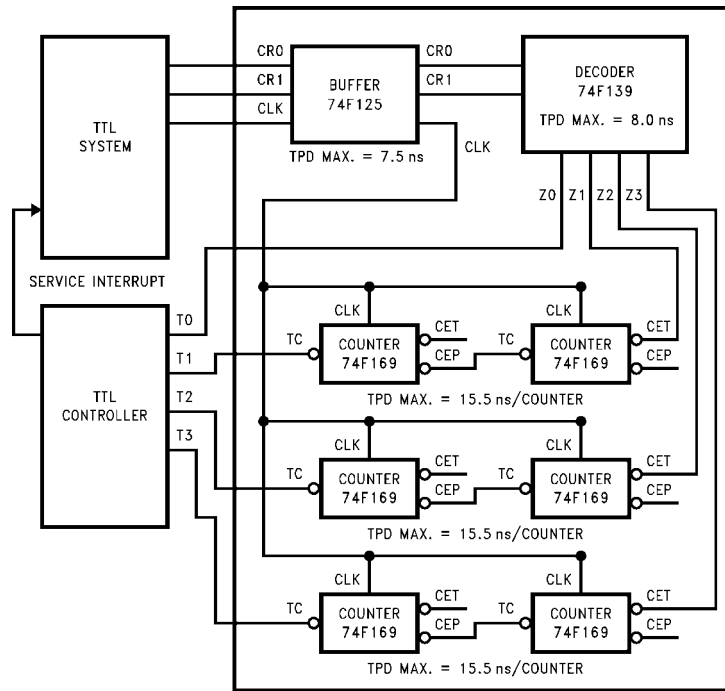 CR0
CR1
CLK
TTL
SYSTEM
BUFFER
74F125
TPD MAX. = 7.5 ns
CR0
CR1
CLK
DECODER
74F139
TPD MAX. = 8.0 ns
Z0
Z1
Z2
Z3
SERVICE INTERRUPT
TTL
CONTROLLER
T0
T1
T2
T3
CLK
TC
COUNTER
74F169
CET
CEP
CLK
TC
COUNTER
74F169
CET
CEP
TPD MAX. = 15.5 ns/COUNTER
CLK
TC
COUNTER
74F169
CET
CEP
CLK
TC
COUNTER
74F169
CET
CEP
TPD MAX. = 15.5 ns/COUNTER
CLK
TC
COUNTER
74F169
CET
CEP
CLK
TC
COUNTER
74F169
CET
CEP
TPD MAX. = 15.5 ns/COUNTER